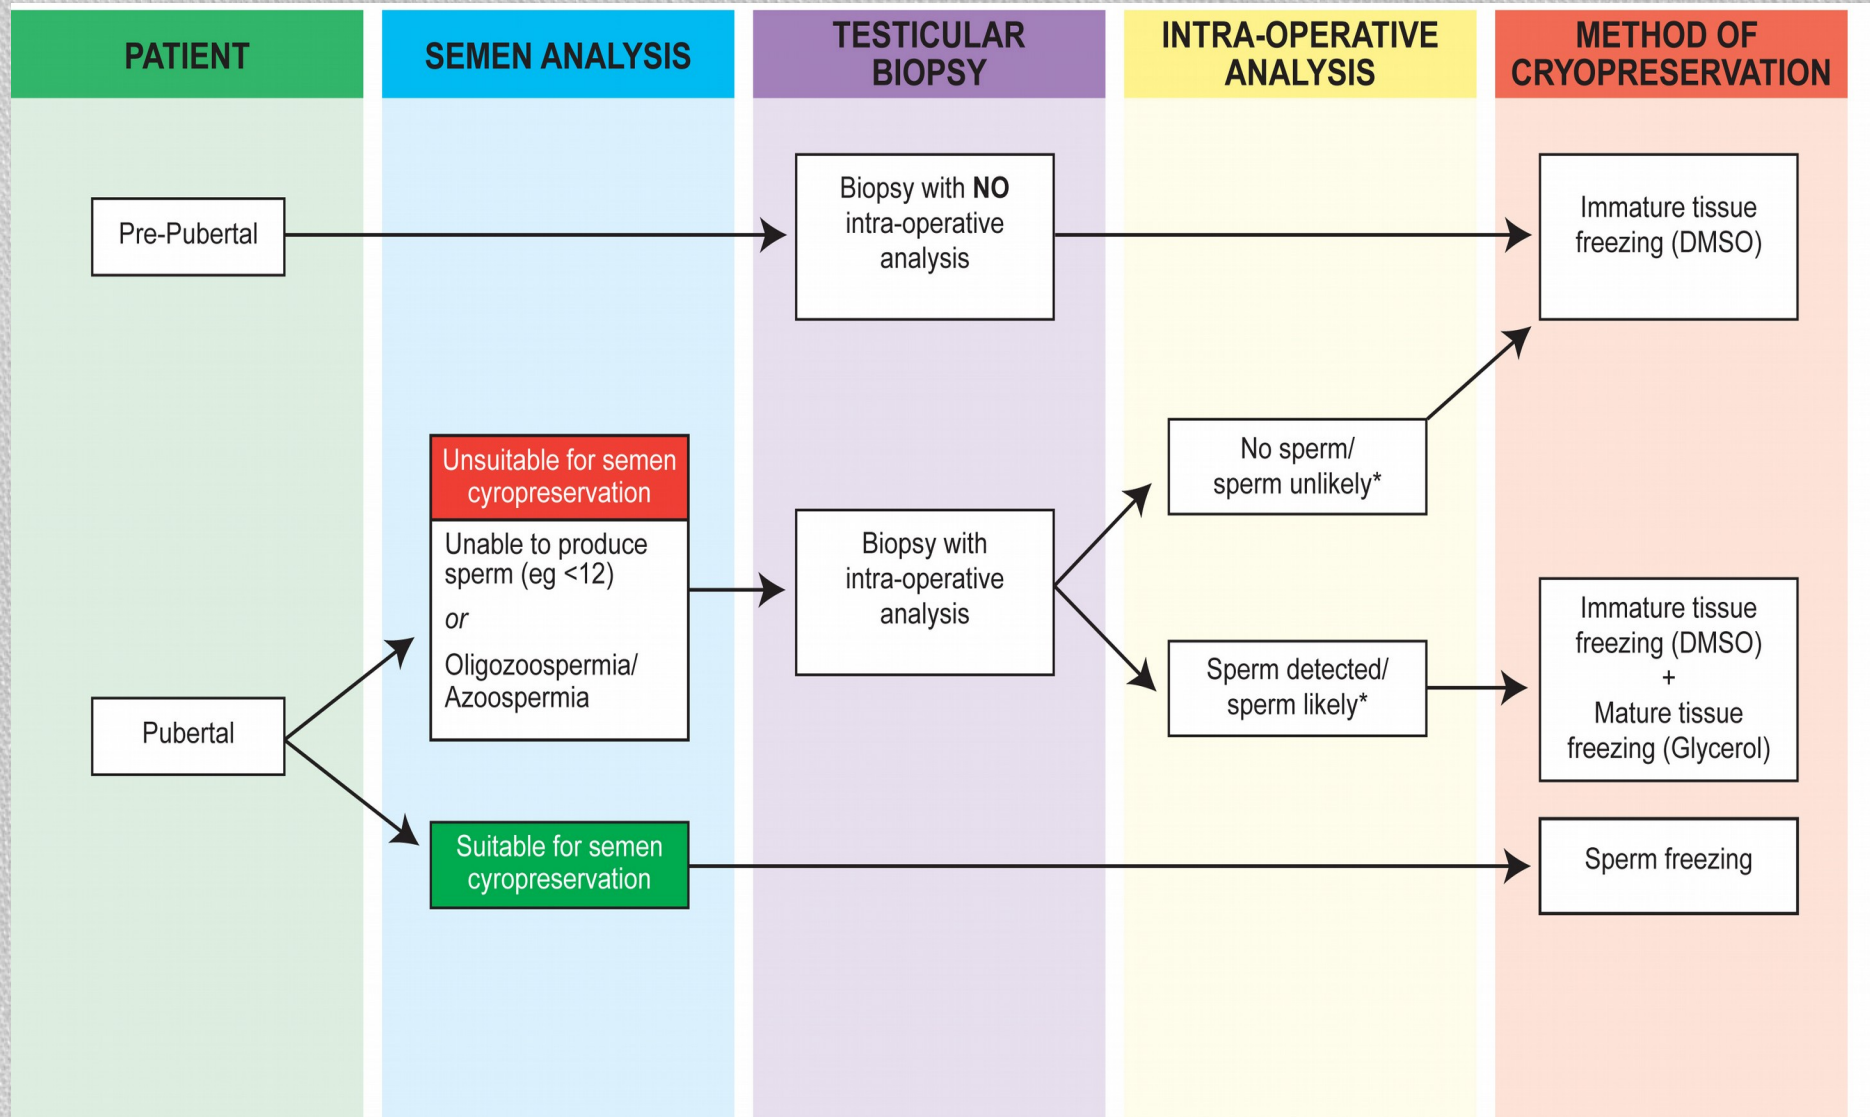 PATIENT
SEMEN ANALYSIS
TESTICULAR
BIOPSY
INTRA-OPERATIVE
ANALYSIS
METHOD OF
CRYOPRESERVATION
Pre-Pubertal
Biopsy with NO
intra-operative
analysis
Immature tissue
freezing (DMSO)
Pubertal
Unsuitable for semen
cyropreservation
Unable to produce
sperm (eg <12)
or
Oligozoospermia/
Azoospermia
Biopsy with
intra-operative
analysis
No sperm/
sperm unlikely*
Sperm detected/
sperm likely*
Immature tissue
freezing (DMSO)
+
Mature tissue
freezing (Glycerol)
Suitable for semen
cyropreservation
Sperm freezing